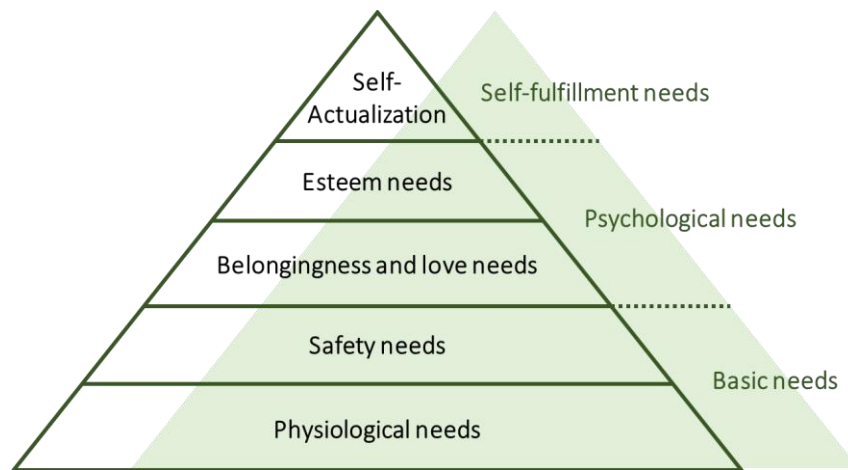 Self-
Actualization
Self-fulfillment needs
Esteem needs
Psychological needs
Belongingness and love needs
Safety needs
Basic needs
Physiological needs